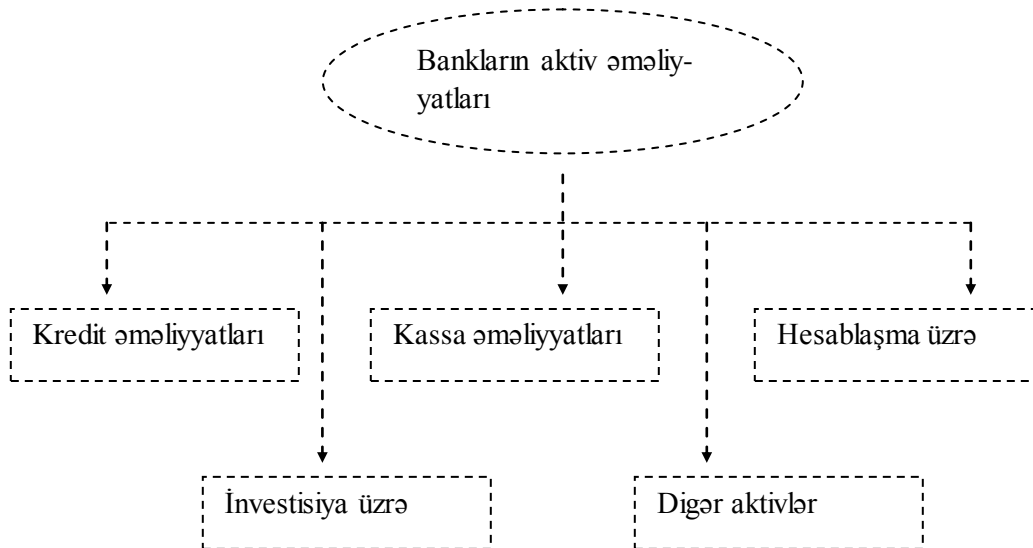 Bankların aktiv əməliy-
yatları
Kredit əməliyyatları
Kassa əməliyyatları
Hesablaşma üzrə
İnvestisiya üzrə
Digər aktivlər